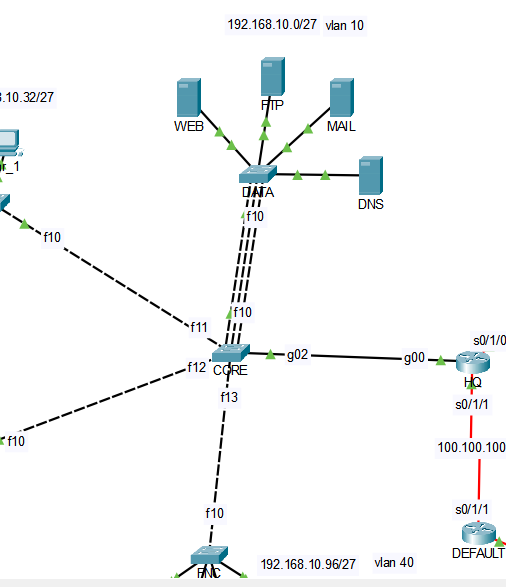 192.168.10.0/27 vlan 10
.10.32/27
FTP
WEB
MAIL
r_1
DATA
DNS
f10
f10
f10
f11
s0/1/0
g02
g00
f12
CORE
HQ
f13
s0/1/1
f10
100.100.100
s0/1/1
f10
DEFAULT
192.168.10.96/27
vlan 40
FNC